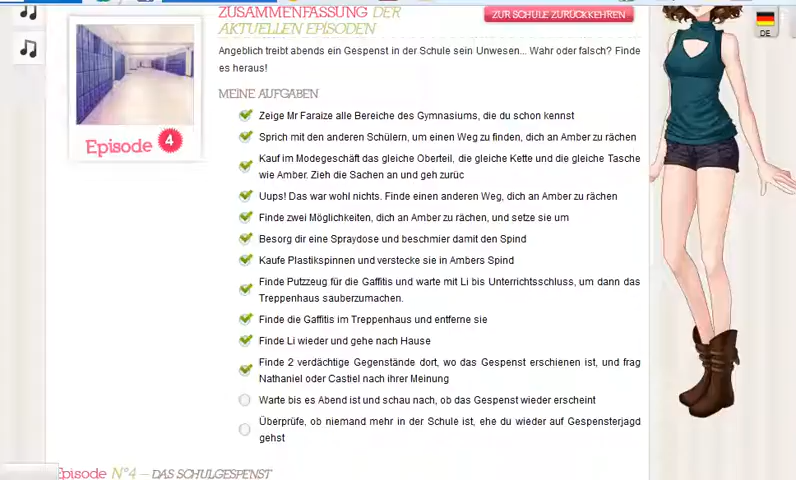 ZUSAMMENFASSUNG DER
AKTUELLEN EPISODEN
ZUR SCHULE ZURÜCKKEHREN
DE
Angeblich treibt abends ein Gespenst in der Schule sein Unwesen... Wahr oder falsch? Finde
es heraus!
MEINE AUFGABEN
Episode 4
Zeige Mr Faraize alle Bereiche des Gymnasiums, die du schon kennst
Sprich mit den anderen Schülern, um einen Weg zu finden, dich an Amber zu rächen
Kauf im Modegeschäft das gleiche Oberteil, die gleiche Kette und die gleiche Tasche
wie Amber. Zieh die Sachen an und geh zurüc
Uups! Das war wohl nichts. Finde einen anderen Weg, dich an Amber zu rächen
Finde zwei Möglichkeiten, dich an Amber zu rächen, und setze sie um
Besorg dir eine Spraydose und beschmier damit den Spind
Kaufe Plastikspinnen und verstecke sie in Ambers Spind
Finde Putzzeug für die Gaffitis und warte mit Li bis Unterrichtsschluss, um dann das
Treppenhaus sauberzumachen.
Finde die Gaffitis im Treppenhaus und entferne sie
Finde Li wieder und gehe nach Hause
Finde 2 verdächtige Gegenstände dort, wo das Gespenst erschienen ist, und frag
Nathaniel oder Castiel nach ihrer Meinung
Warte bis es Abend ist und schau nach, ob das Gespenst wieder erscheint
Überprüfe, ob niemand mehr in der Schule ist, ehe du wieder auf Gespensterjagd
gehst
Episode N°4 – DAS SCHULGESPENST